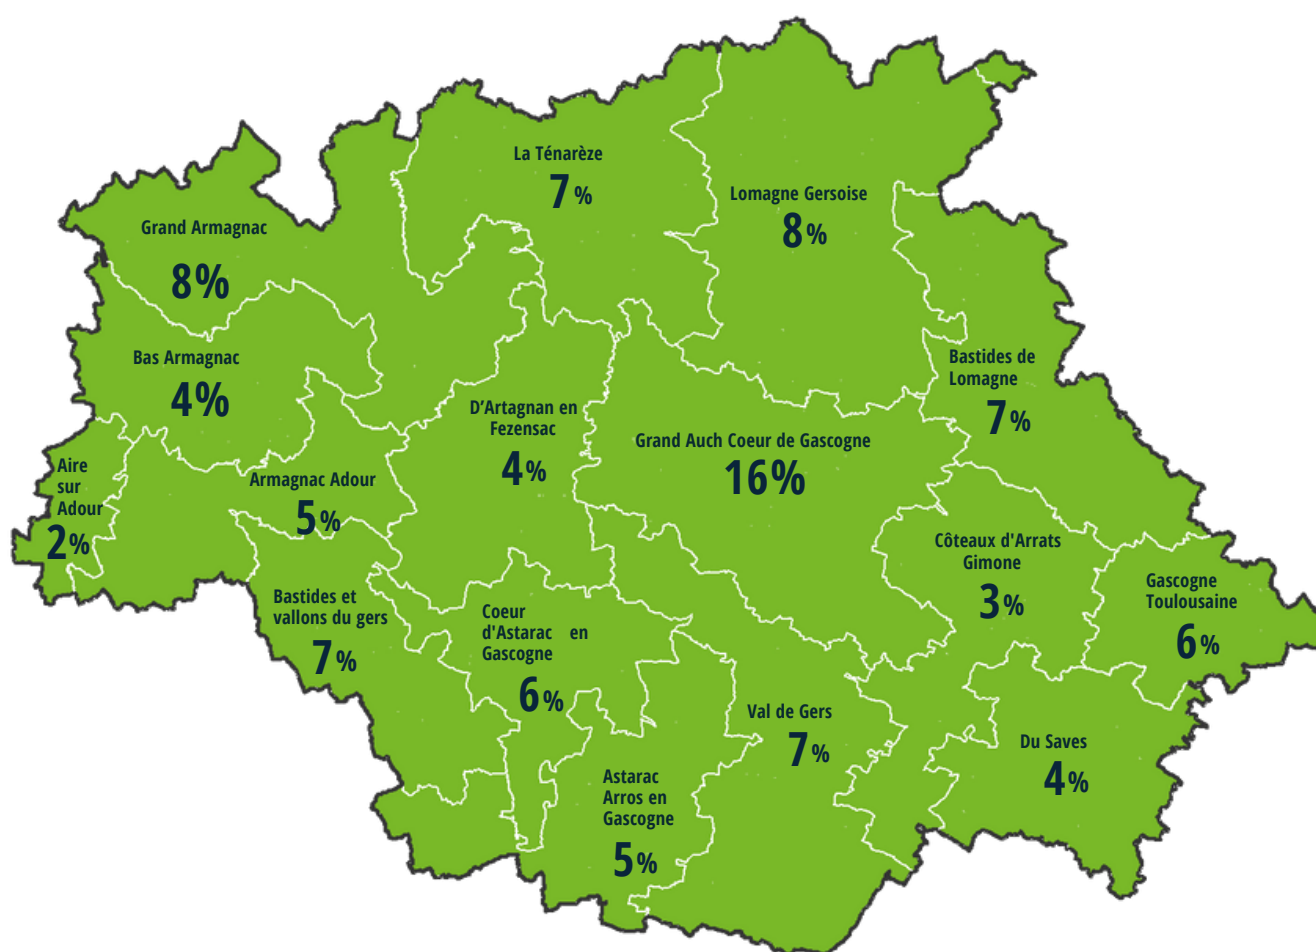 La Ténarèze
7 %
Lomagne Gersoise
8 %
Grand Armagnac
8%
Bas Armagnac
4%
Bastides de
Lomagne
7 %
D'Artagnan en
Fezensac
4 %
Grand Auch Coeur de Gascogne
16%
Aire
sur
Adour
2%
Armagnac Adour
5 %
Côteaux d'Arrats
Gimone
3 %
Gascogne
Toulousaine
6 %
Bastides et
vallons du gers
7 %
Coeur
d'Astarac en
Gascogne
6 %
Val de Gers
7 %
Du Saves
4 %
Astarac
Arros en
Gascogne
5 %